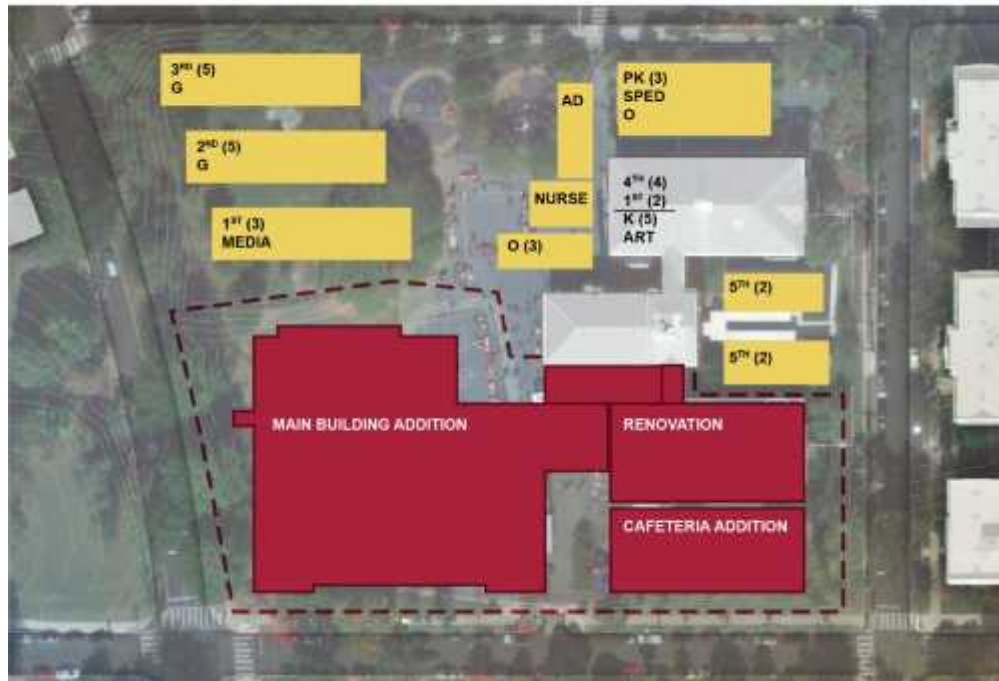 3RD (5)
G
2ND (5)
G
1ST (3)
MEDIA
AD
NURSE
O (3)
PK (3)
SPED
O
4TH (4)
1ST (2)
K (5)
ART
5TH (2)
5TH (2)
MAIN BUILDING ADDITION
RENOVATION
CAFETERIA ADDITION